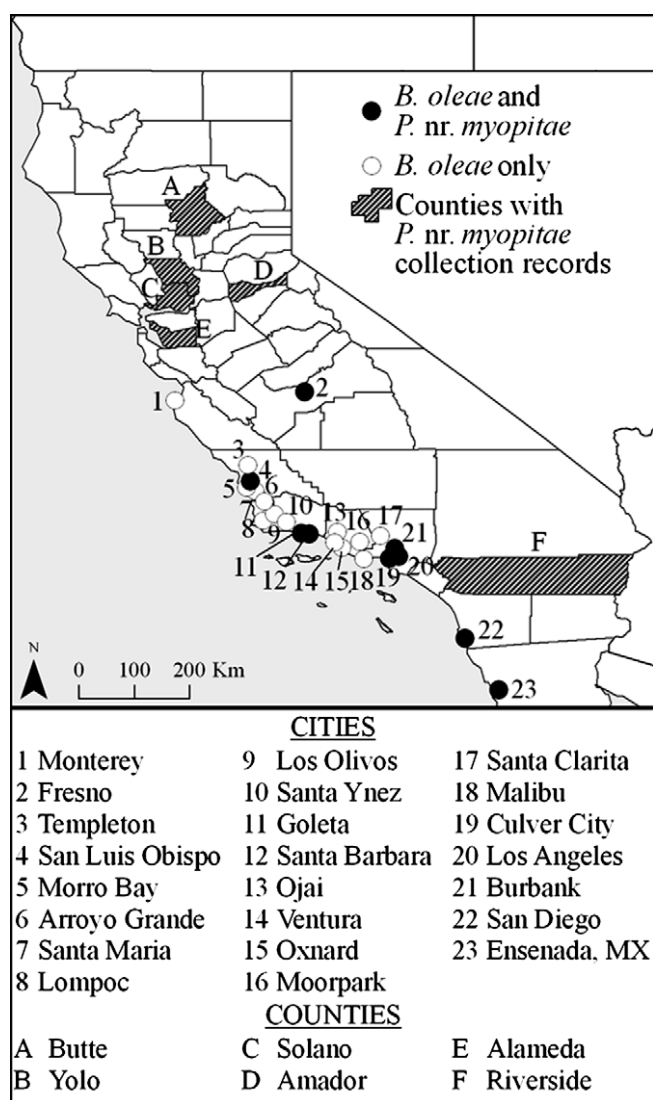 B. oleae and
P. nr. myopitae
B. oleae only
Counties with
P. nr. myopitae
collection records
A
B
C
D
E
1
2
3
4
5
6
7
8
9
10
11
12
13
14
15
16
17
18
19
20
21
F
22
23
N
0 100 200 Km
CITIES
1 Monterey
2 Fresno
3 Templeton
4 San Luis Obispo
5 Morro Bay
6 Arroyo Grande
7 Santa Maria
8 Lompoc
9 Los Olivos
10 Santa Ynez
11 Goleta
12 Santa Barbara
13 Ojai
14 Ventura
15 Oxnard
16 Moorpark
17 Santa Clarita
18 Malibu
19 Culver City
20 Los Angeles
21 Burbank
22 San Diego
23 Ensenada, MX
COUNTIES
A Butte
B Yolo
C Solano
D Amador
E Alameda
F Riverside